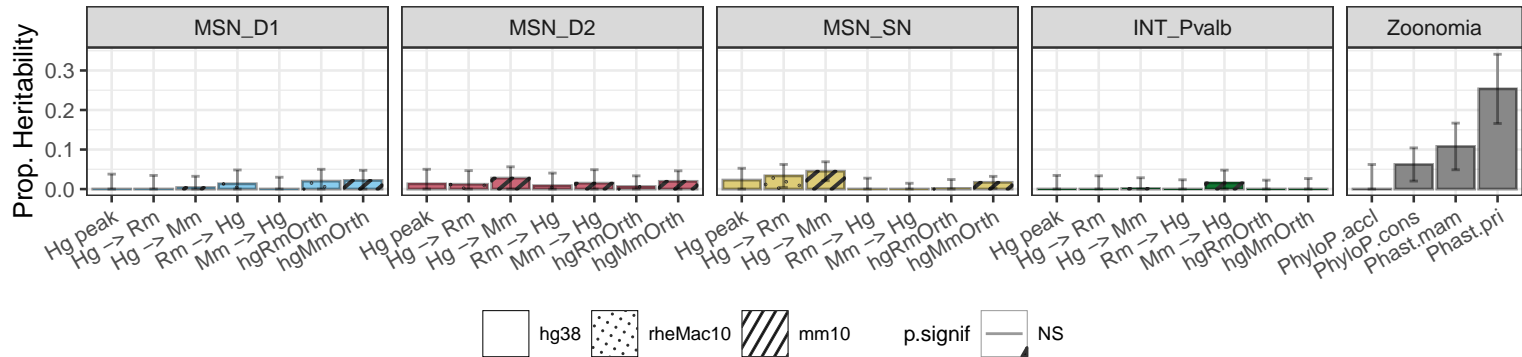 MSN_D1 MSN_D2 MSN_SN INT_Pvalb Zoonomia
Prop. Heritability
0.3
0.2
0.1
0.0
Hg peak Hg −> Rm Hg −> Mm Rm −> Hg Mm −> Hg hgRmOrth hgMmOrth Hg peak Hg −> Rm Hg −> Mm Rm −> Hg Mm −> Hg hgRmOrth hgMmOrth Hg peak Hg −> Rm Hg −> Mm Rm −> Hg Mm −> Hg hgRmOrth hgMmOrth Hg peak Hg −> Rm Hg −> Mm Rm −> Hg Mm −> Hg hgRmOrth hgMmOrth PhyloP.accl PhyloP.cons Phast.mam Phast.pri
hg38 rheMac10 mm10 p.signif NS